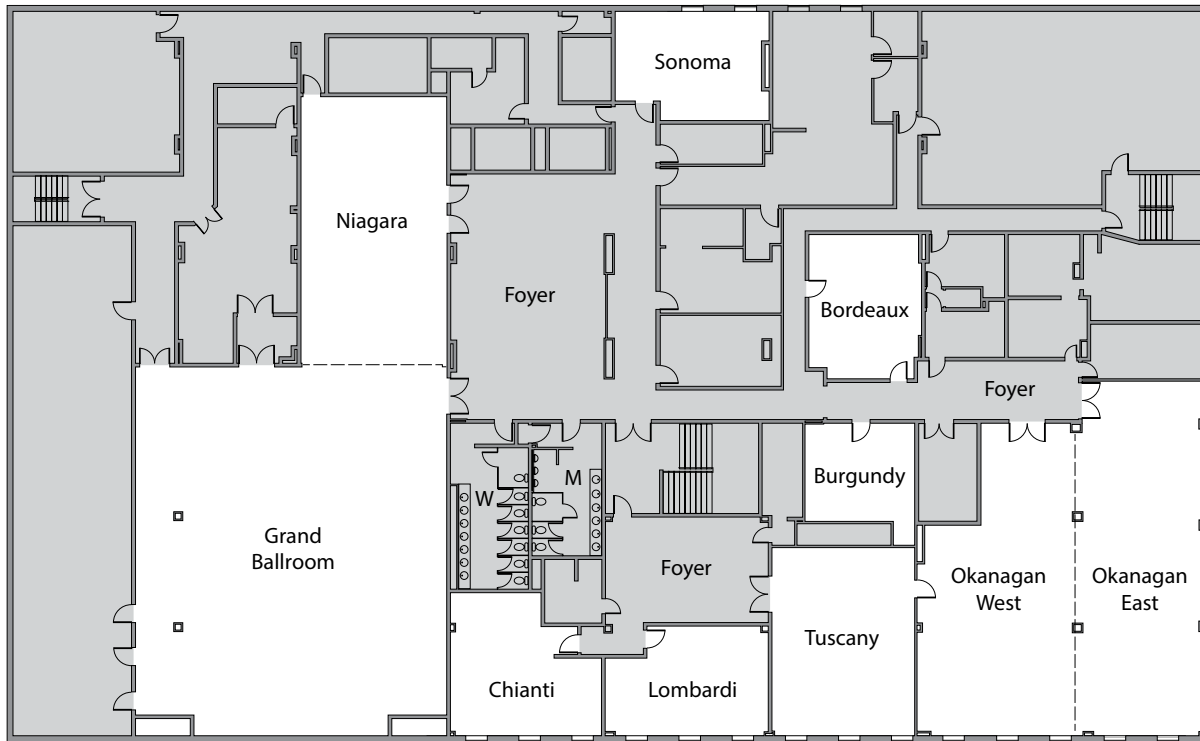 Sonoma
Niagara
Foyer
Bordeaux
Foyer
W
M
Burgundy
Grand
Ballroom
Foyer
Okanagan
West
Okanagan
East
Tuscany
Chianti
Lombardi